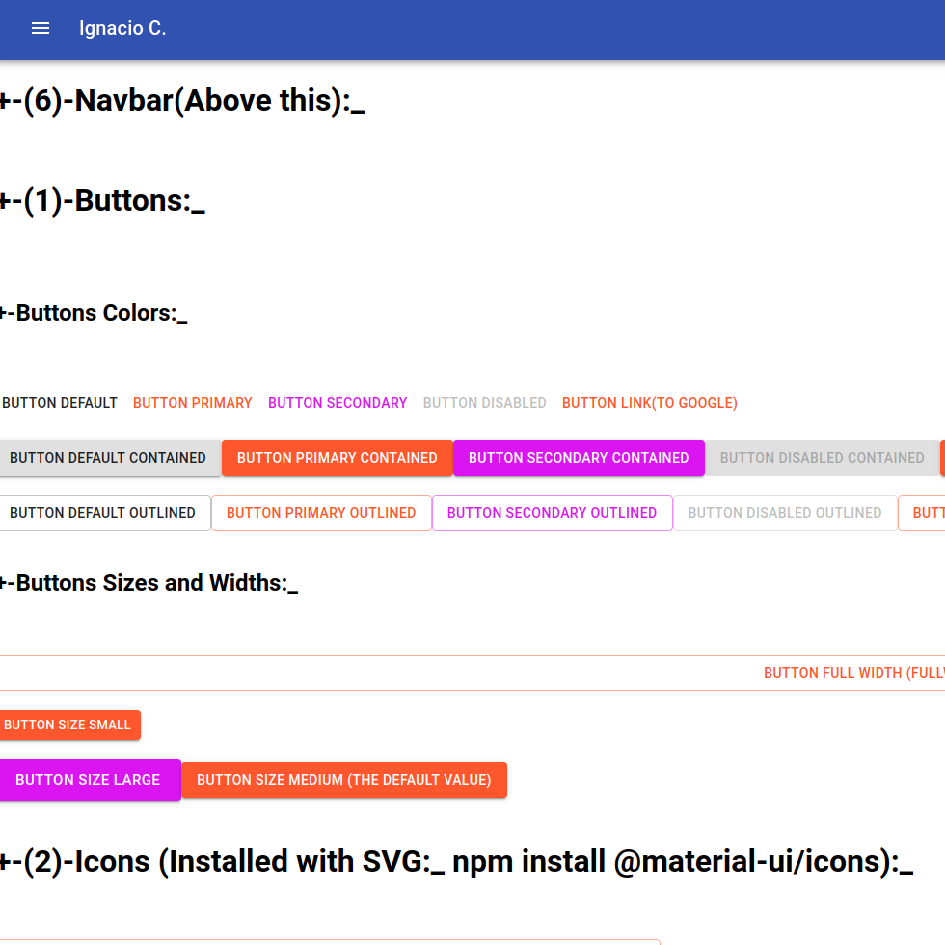 Ignacio C.
+-(6)-Navbar(Above this):_
+-(1)-Buttons:_
+-Buttons Colors:_
BUTTON DEFAULT BUTTON PRIMARY BUTTON SECONDARY BUTTON DISABLED BUTTON LINK(TO GOOGLE)
BUTTON DEFAULT CONTAINED BUTTON PRIMARY CONTAINED BUTTON SECONDARY CONTAINED BUTTON DISABLED CONTAINED
BUTTON DEFAULT OUTLINED BUTTON PRIMARY OUTLINED BUTTON SECONDARY OUTLINED BUTTON DISABLED OUTLINED BUTT
+-Buttons Sizes and Widths:_
BUTTON FULL WIDTH (FULL
BUTTON SIZE SMALL
BUTTON SIZE LARGE BUTTON SIZE MEDIUM (THE DEFAULT VALUE)
+-(2)-Icons (Installed with SVG:_ npm install @material-ui/icons):_